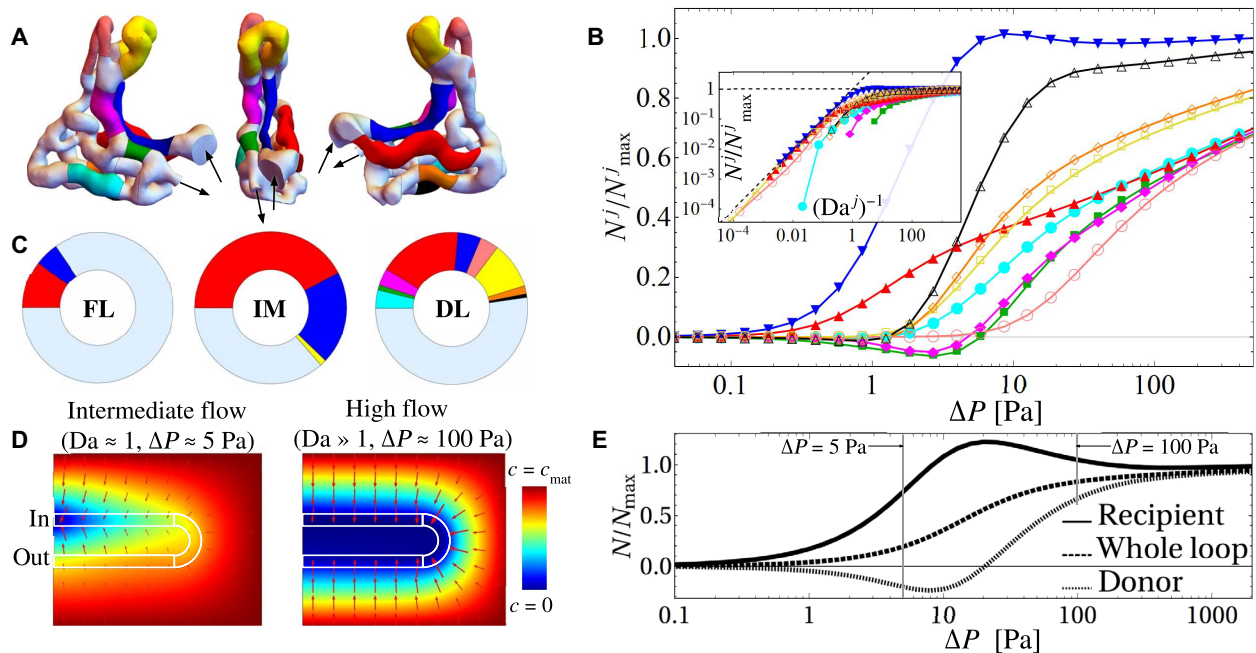 A
B
1.0
0.8
0.6
0.4
0.2
0.0
N^j/N^j_max
0.1
1
10
100
ΔP [Pa]
1
10^-1
10^-2
10^-3
10^-4
N^j/N^j_max
(Da^j)^-1
10^-4
0.01
1
100
C
FL
IM
DL
D
Intermediate flow
(Da ≈ 1, ΔP ≈ 5 Pa)
High flow
(Da » 1, ΔP ≈ 100 Pa)
In
Out
c = c_mat
c = 0
E
ΔP = 5 Pa
ΔP = 100 Pa
1.0
0.5
0.0
N/N_max
Recipient
Whole loop
Donor
0.1
1
10
100
1000
ΔP [Pa]